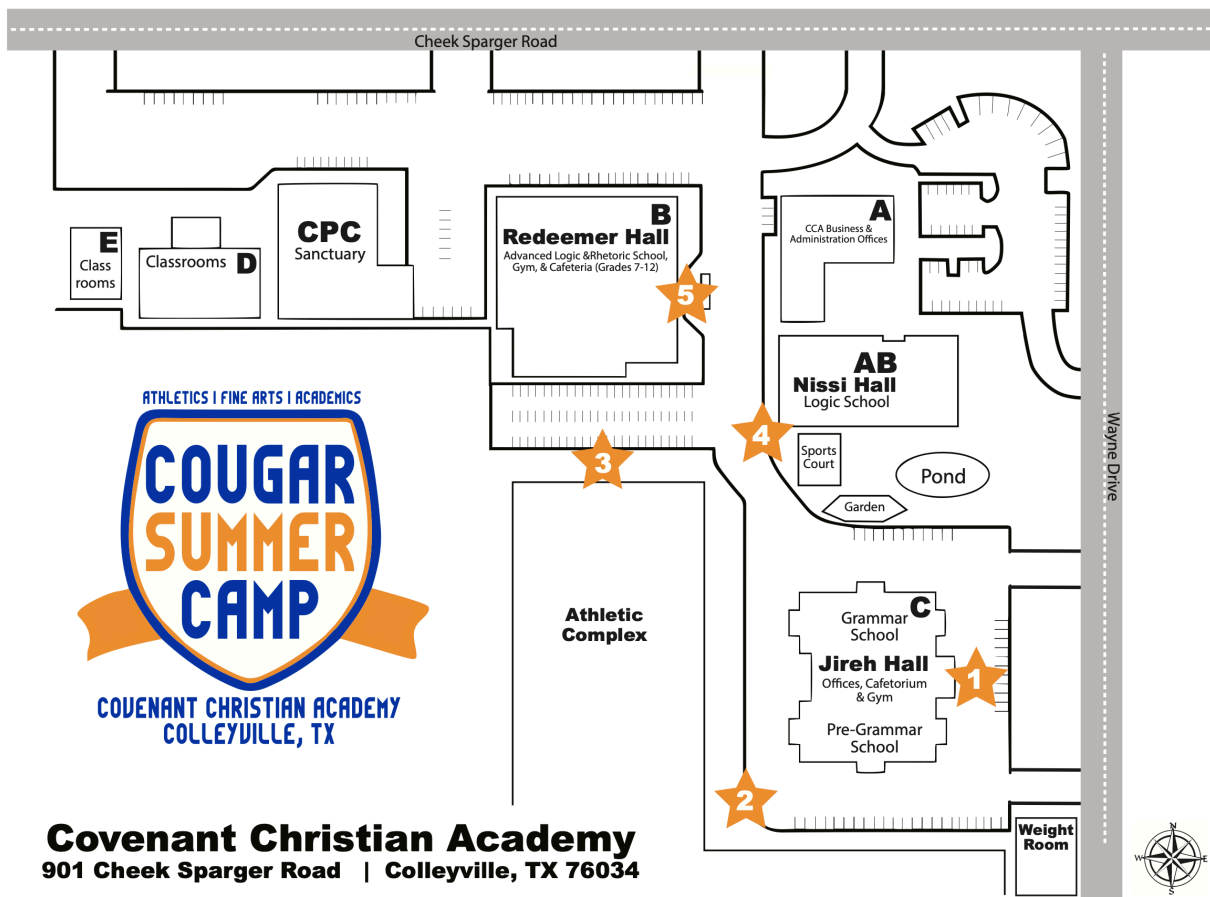 Cheek Sparger Road
A
CCA Business &
Administration Offices
B
Redeemer Hall
Advanced Logic &Rhetoric School,
Gym, & Cafeteria (Grades 7-12)
CPC
Sanctuary
E
Class
rooms
Classrooms D
5
AB
Nissi Hall
Logic School
4
Sports
Court
Pond
Garden
Wayne Drive
3
ATHLETICS | FINE ARTS | ACADEMICS
COUGAR
SUMMER
CAMP
COVENANT CHRISTIAN ACADEMY
COLLEYVILLE, TX
Athletic
Complex
C
Grammar
School
Jireh Hall
Offices, Cafetorium
& Gym
Pre-Grammar
School
1
2
Weight
Room
Covenant Christian Academy
901 Cheek Sparger Road | Colleyville, TX 76034
N
W
E
S